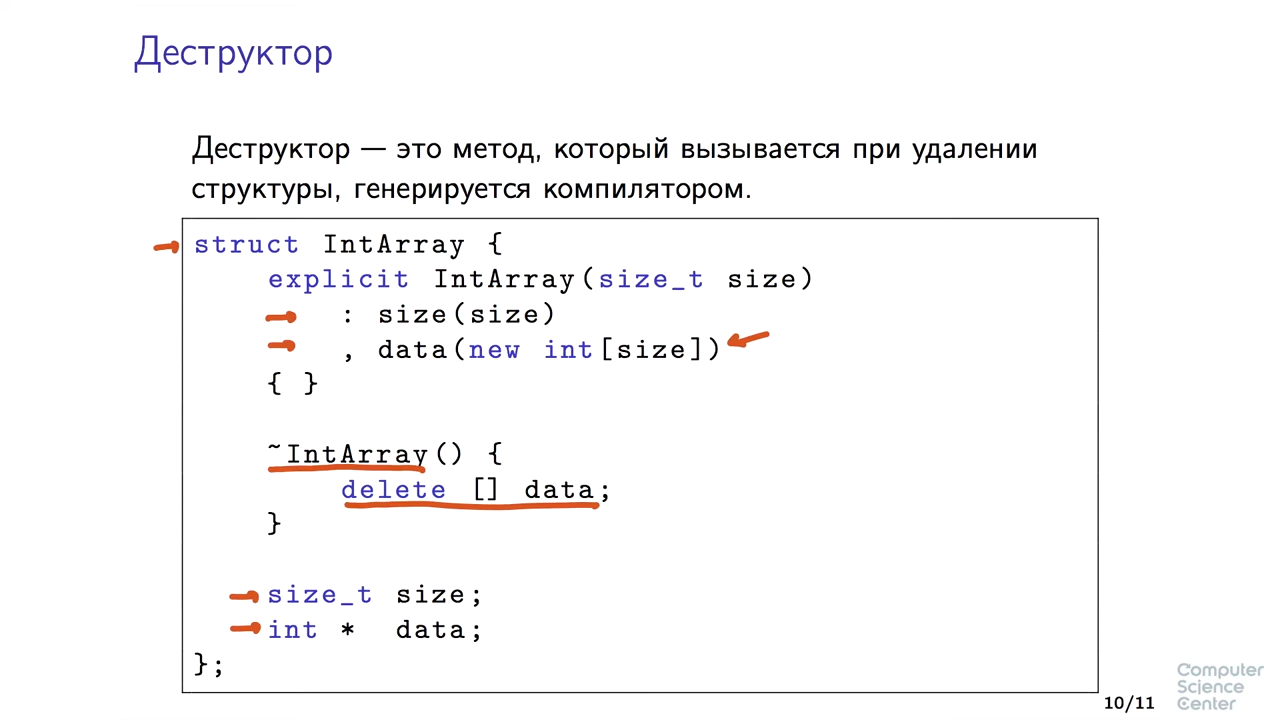 Деструктор
Деструктор — это метод, который вызывается при удалении
структуры, генерируется компилятором.
struct IntArray {
    explicit IntArray(size_t size)
        : size(size)
        , data(new int[size])
    { }

    ~IntArray() {
        delete [] data;
    }

    size_t size;
    int *  data;
};
10/11
Computer
Science
Center